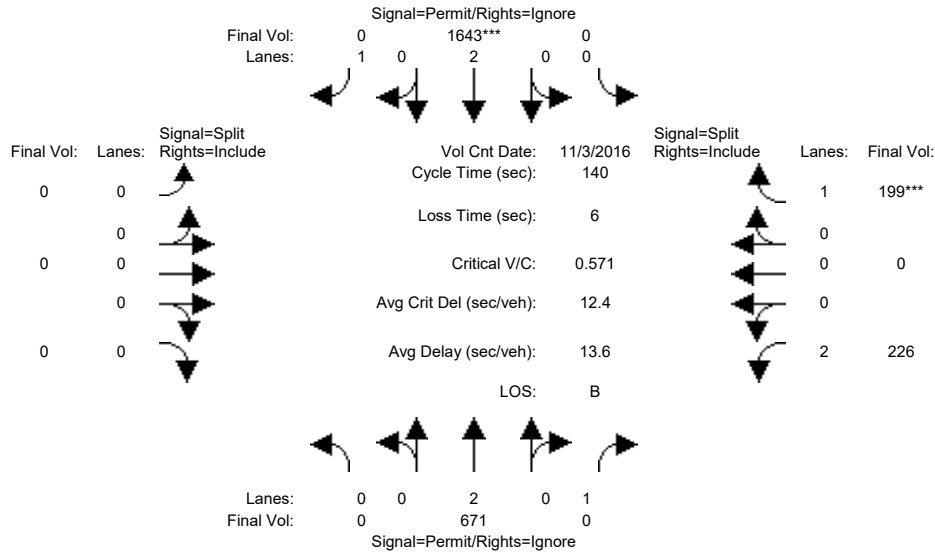 Signal=Permit/Rights=Ignore
Final Vol: 0 1643*** 0
Lanes: 1 0 2 0 0
Signal=Split Signal=Split
Final Vol: Lanes: Rights=Include Vol Cnt Date: 11/3/2016 Rights=Include Lanes: Final Vol:
Cycle Time (sec): 140
0 0 1 199***
Loss Time (sec): 6
0 0
0 0 Critical V/C: 0.571 0 0
0 Avg Crit Del (sec/veh): 12.4 0
0 0 Avg Delay (sec/veh): 13.6 2 226
LOS: B
Lanes: 0 0 2 0 1
Final Vol: 0 671 0
Signal=Permit/Rights=Ignore